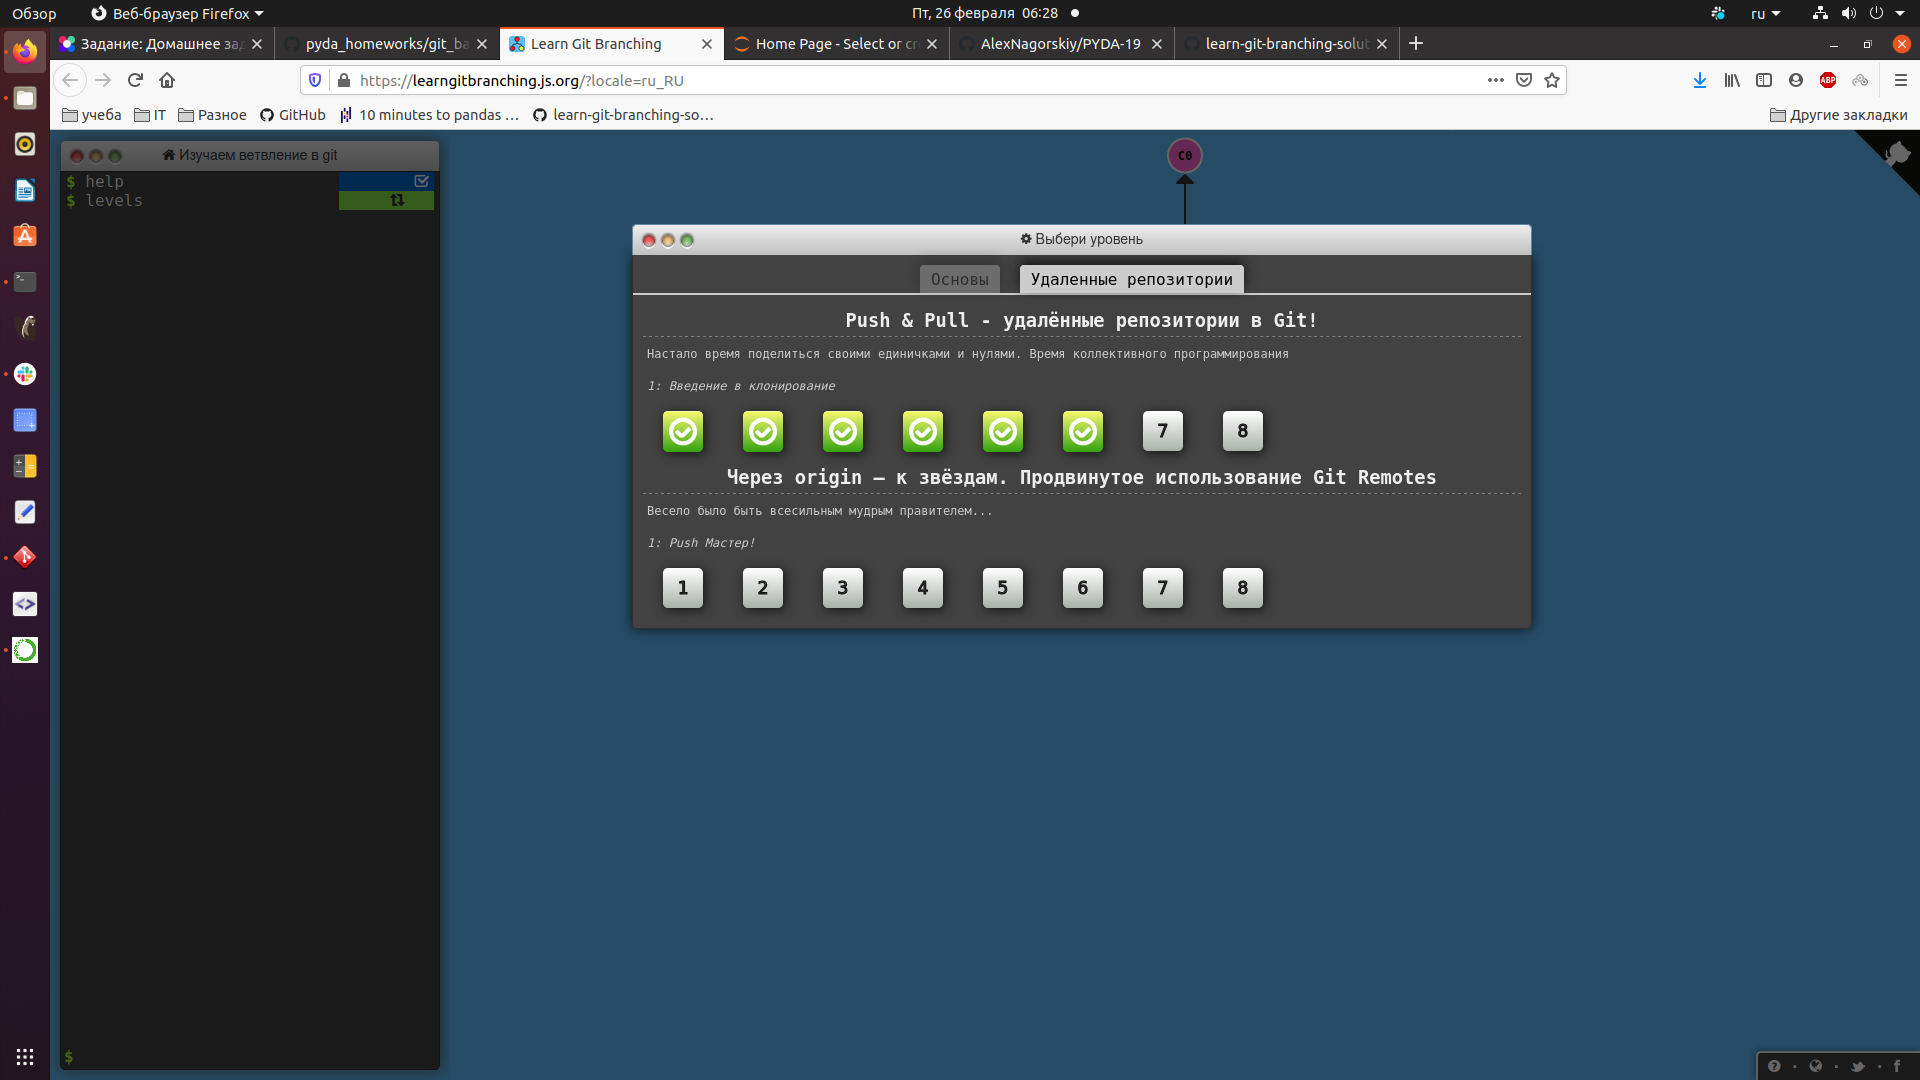 Обзор
Веб-браузер Firefox
Пт, 26 февраля 06:28
ru
Задание: Домашнее зад
pyda_homeworks/git_ba
Learn Git Branching
Home Page - Select or cr
AlexNagorskiy/PYDA-19
learn-git-branching-solut
https://learngitbranching.js.org/?locale=ru_RU
ABP
учеба
IT
Разное
GitHub
10 minutes to pandas …
learn-git-branching-so…
Другие закладки
Изучаем ветвление в git
$ help
$ levels
$
C0
Выбери уровень
Основы
Удаленные репозитории
Push & Pull - удалённые репозитории в Git!
Настало время поделиться своими единичками и нулями. Время коллективного программирования
1: Введение в клонирование
7 8
Через origin – к звёздам. Продвинутое использование Git Remotes
Весело было быть всесильным мудрым правителем...
1: Push Мастер!
1 2 3 4 5 6 7 8